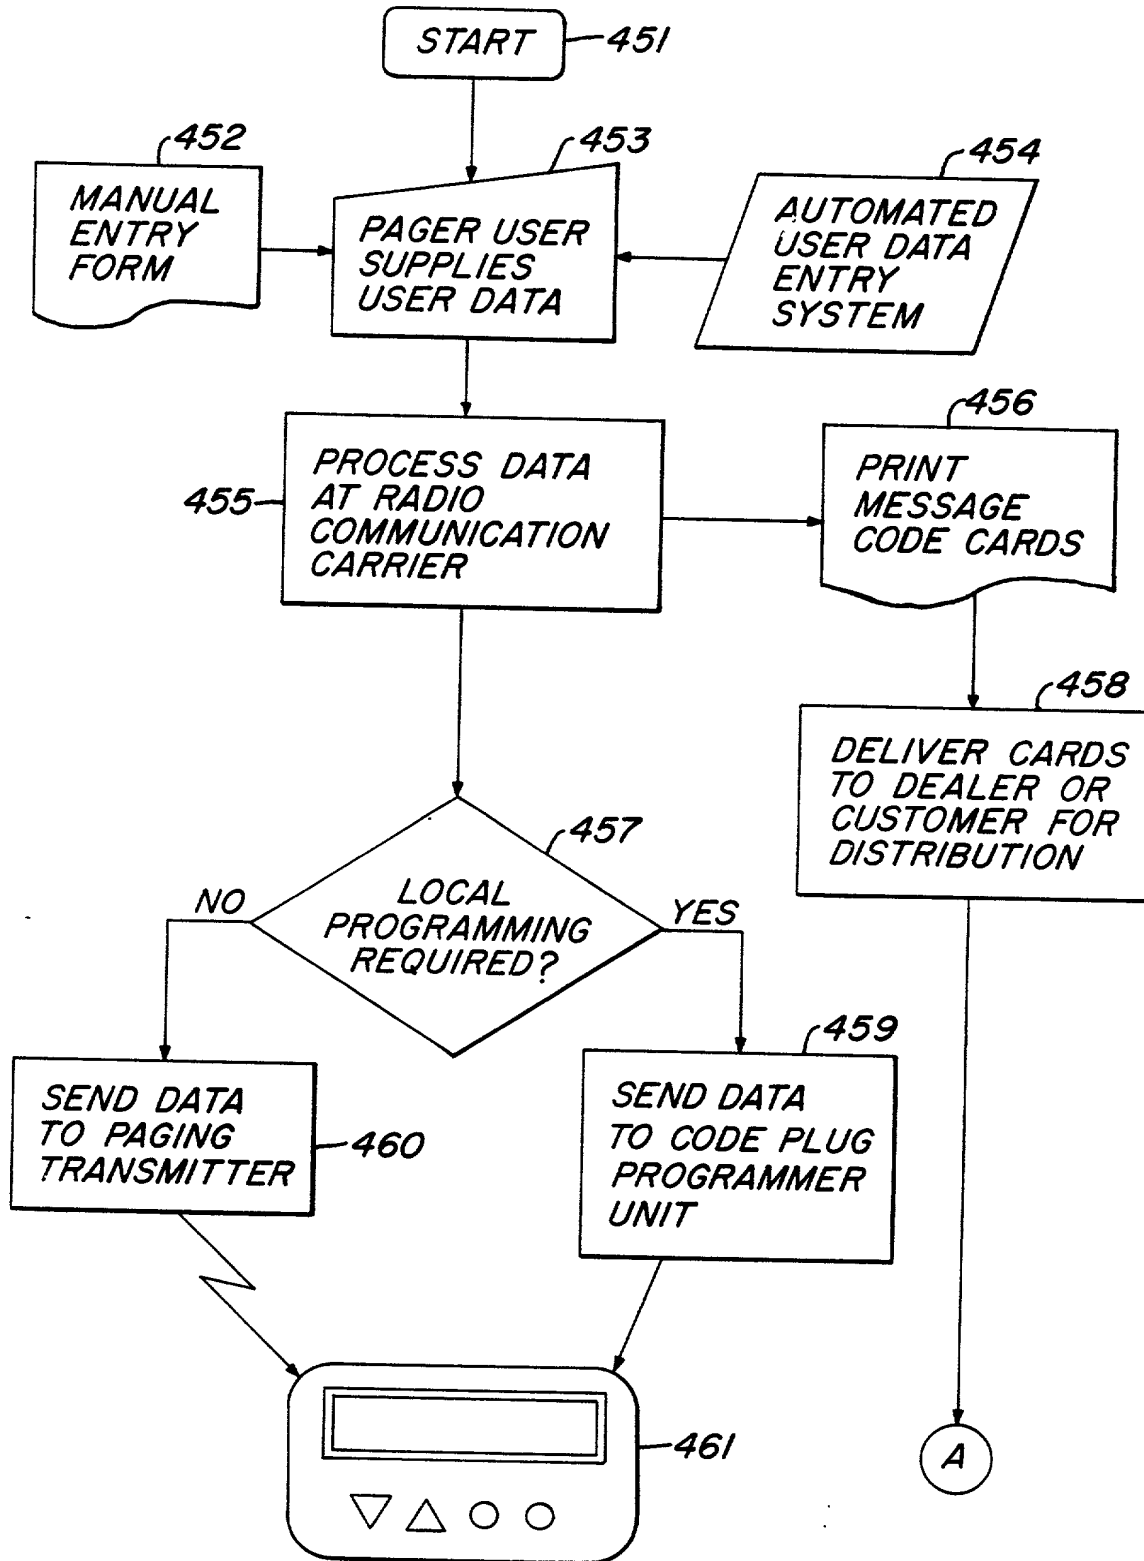 START
451
452
MANUAL
ENTRY
FORM
453
PAGER USER
SUPPLIES
USER DATA
454
AUTOMATED
USER DATA
ENTRY
SYSTEM
455
PROCESS DATA
AT RADIO
COMMUNICATION
CARRIER
456
PRINT
MESSAGE
CODE CARDS
458
DELIVER CARDS
TO DEALER OR
CUSTOMER FOR
DISTRIBUTION
457
LOCAL
PROGRAMMING
REQUIRED?
NO
YES
459
SEND DATA
TO CODE PLUG
PROGRAMMER
UNIT
SEND DATA
TO PAGING
TRANSMITTER
460
461
A